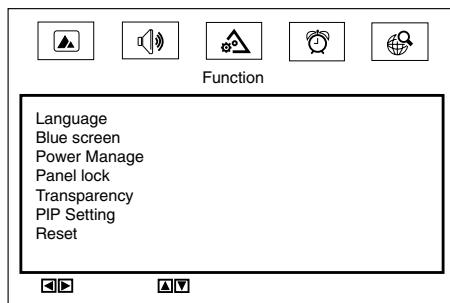 Function
Language
Blue screen
Power Manage
Panel lock
Transparency
PIP Setting
Reset